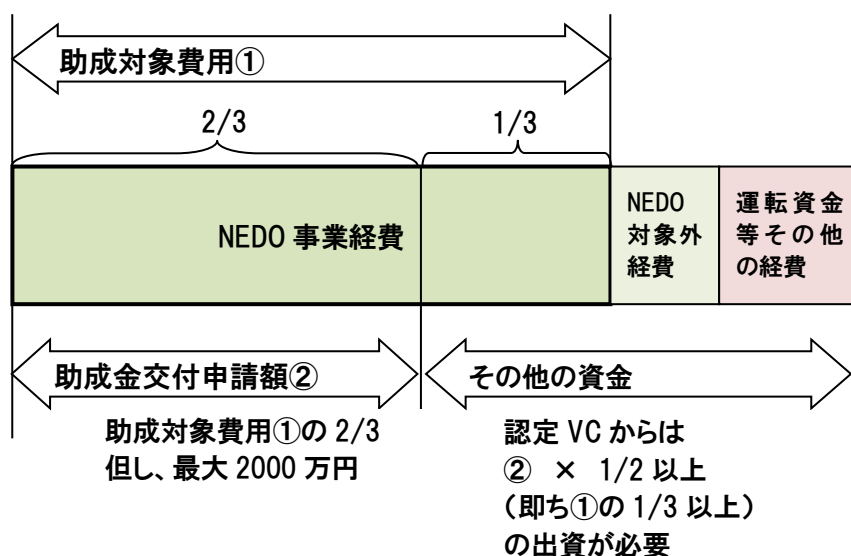 助成対象費用①
2/3
1/3
NEDO 事業経費
NEDO
対象外
経費
運転資金
等その他
の経費
助成金交付申請額②
その他の資金
助成対象費用①の 2/3
但し、最大 2000 万円
認定 VC からは
② × 1/2 以上
(即ち①の 1/3 以上)
の出資が必要